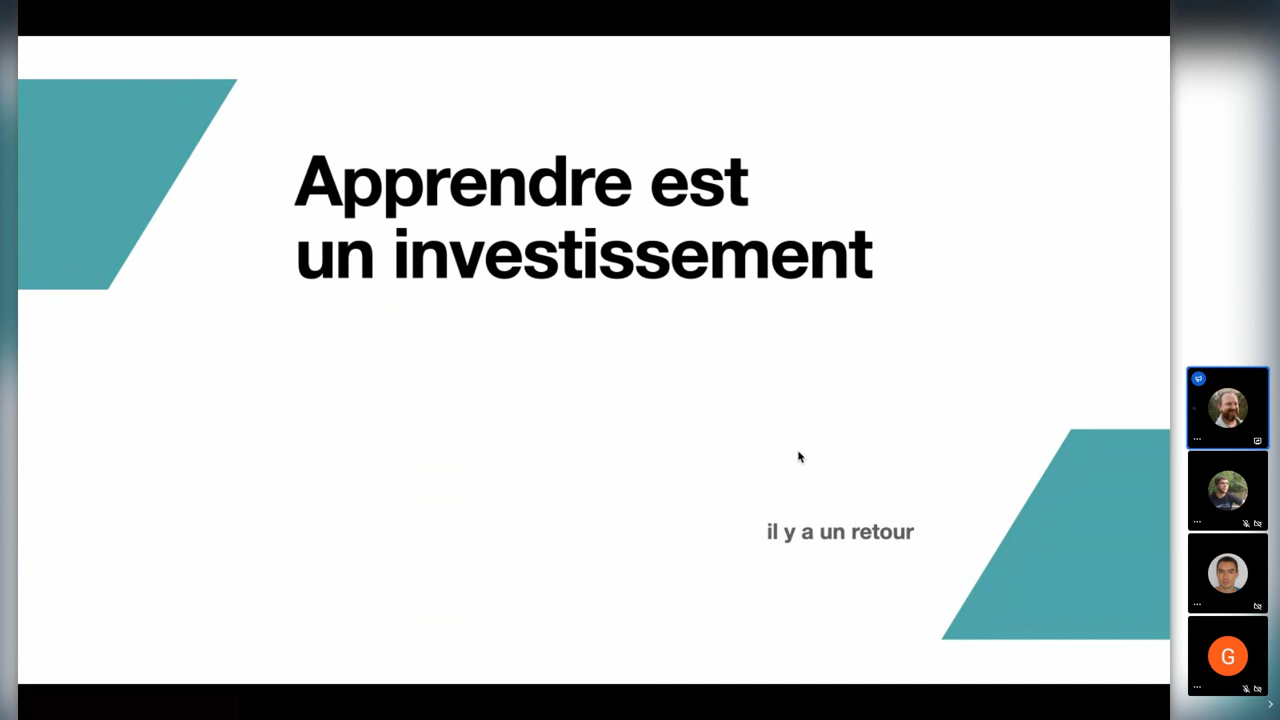 Apprendre est
un investissement
il y a un retour
G